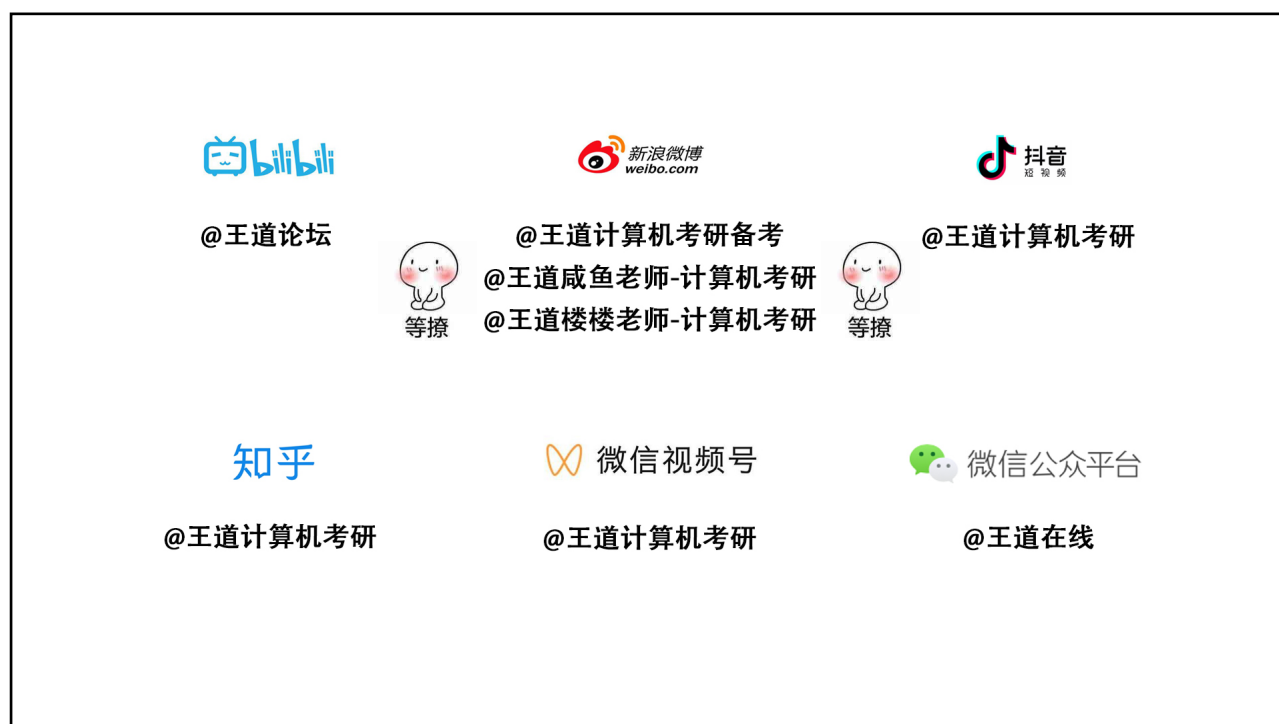 bilibili
新浪微博
weibo.com
抖音
短视频
@王道论坛
@王道计算机考研备考
@王道计算机考研
@王道咸鱼老师-计算机考研
@王道楼楼老师-计算机考研
等撩
等撩
知乎
微信视频号
微信公众平台
@王道计算机考研
@王道计算机考研
@王道在线